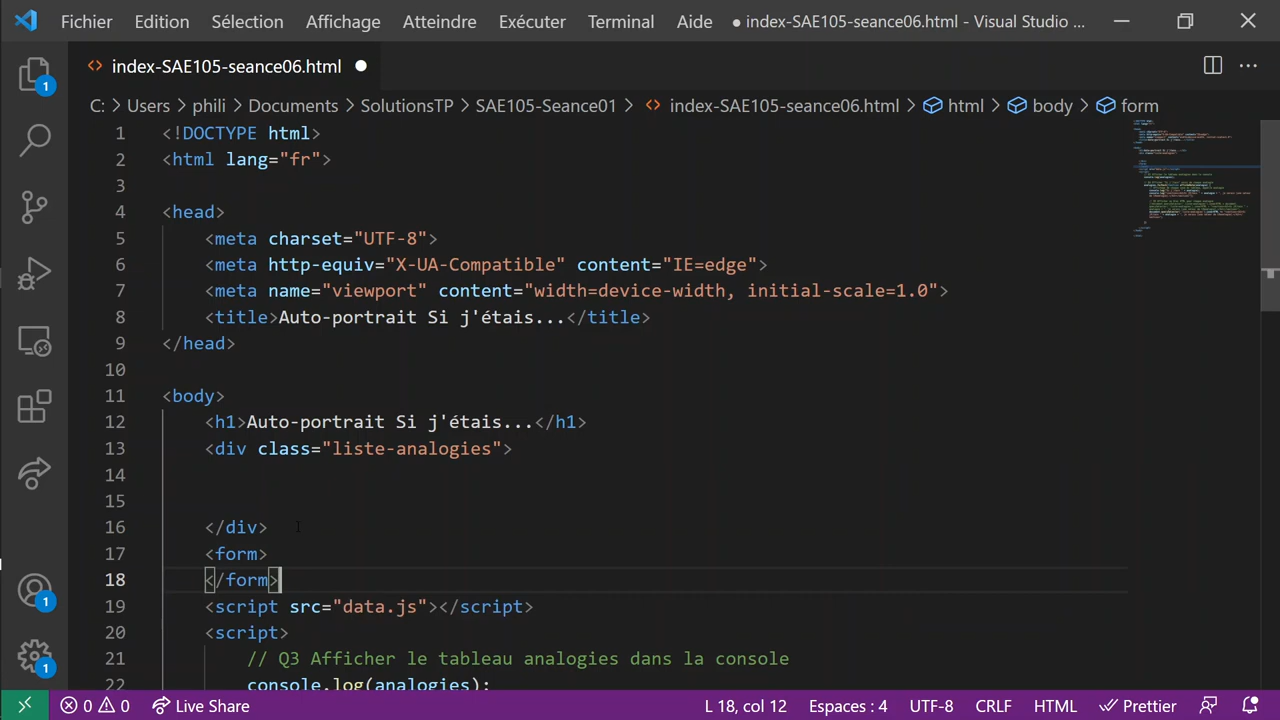 Fichier Edition Sélection Affichage Atteindre Exécuter Terminal Aide ● index-SAE105-seance06.html - Visual Studio ...
<> index-SAE105-seance06.html ●
C: > Users > phili > Documents > SolutionsTP > SAE105-Seance01 > <> index-SAE105-seance06.html > html > body > form
1 <!DOCTYPE html>
2 <html lang="fr">
3
4 <head>
5 <meta charset="UTF-8">
6 <meta http-equiv="X-UA-Compatible" content="IE=edge">
7 <meta name="viewport" content="width=device-width, initial-scale=1.0">
8 <title>Auto-portrait Si j'étais...</title>
9 </head>
10
11 <body>
12 <h1>Auto-portrait Si j'étais...</h1>
13 <div class="liste-analogies">
14
15
16 </div>
17 <form>
18 </form>
19 <script src="data.js"></script>
20 <script>
21 // Q3 Afficher le tableau analogies dans la console
22 console.log(analogies);
1
1
1
0 0 Live Share L 18, col 12 Espaces : 4 UTF-8 CRLF HTML Prettier